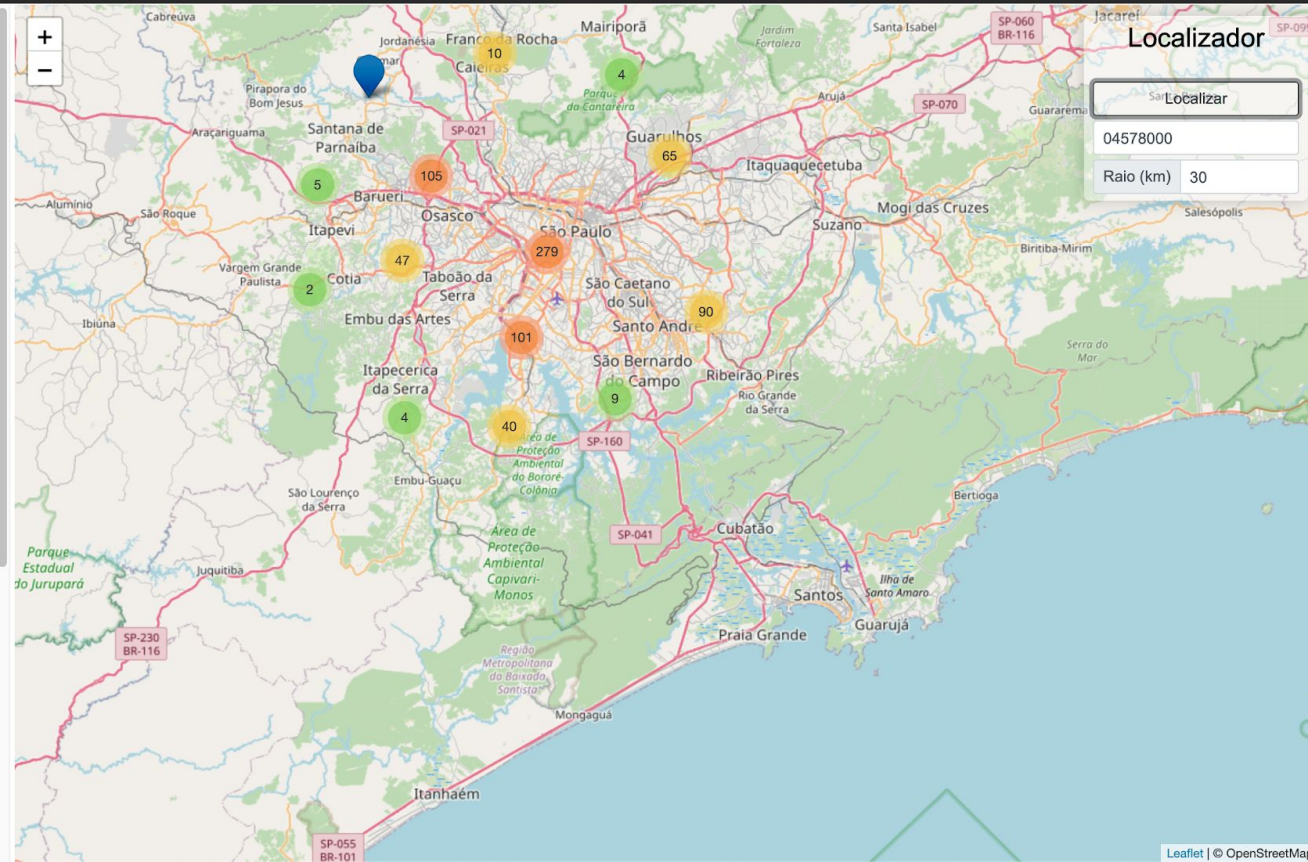 +
−
Localizador
Localizar
04578000
Raio (km) 30
Cabreúva
Mairiporã
Jardim
Fortaleza
Santa Isabel
SP-060
BR-116
Jacareí
Jordanésia
Franco da Rocha
10
Caieiras
4
Parque
da Cantareira
Pirapora do
Bom Jesus
Arujá
SP-070
Guararema
Araçariguama
Santana de
Parnaíba
SP-021
Guarulhos
65
Itaquaquecetuba
5
105
Barueri
Osasco
Alumínio
São Roque
Itapevi
São Paulo
279
Suzano
Mogi das Cruzes
Salesópolis
Biritiba-Mirim
47
Vargem Grande
Paulista
2
Cotia
Taboão da
Serra
São Caetano
do Sul
90
Ibiúna
Embu das Artes
Santo André
101
Serra do
Mar
Itapecerica
da Serra
São Bernardo
do Campo
Ribeirão Pires
Rio Grande
da Serra
9
4
40
SP-160
Área de
Proteção
Ambiental
do Bororé-
Colônia
Embu-Guaçu
São Lourenço
da Serra
Bertioga
Área de
Proteção
Ambiental
Capivari-
Monos
SP-041
Cubatão
Parque
Estadual
do Jurupará
Juquitiba
Ilha de
Santo Amaro
Santos
Guarujá
Praia Grande
SP-230
BR-116
Região
Metropolitana
da Baixada
Santista
Mongaguá
Itanhaém
SP-055
BR-101
Leaflet | © OpenStreetMap